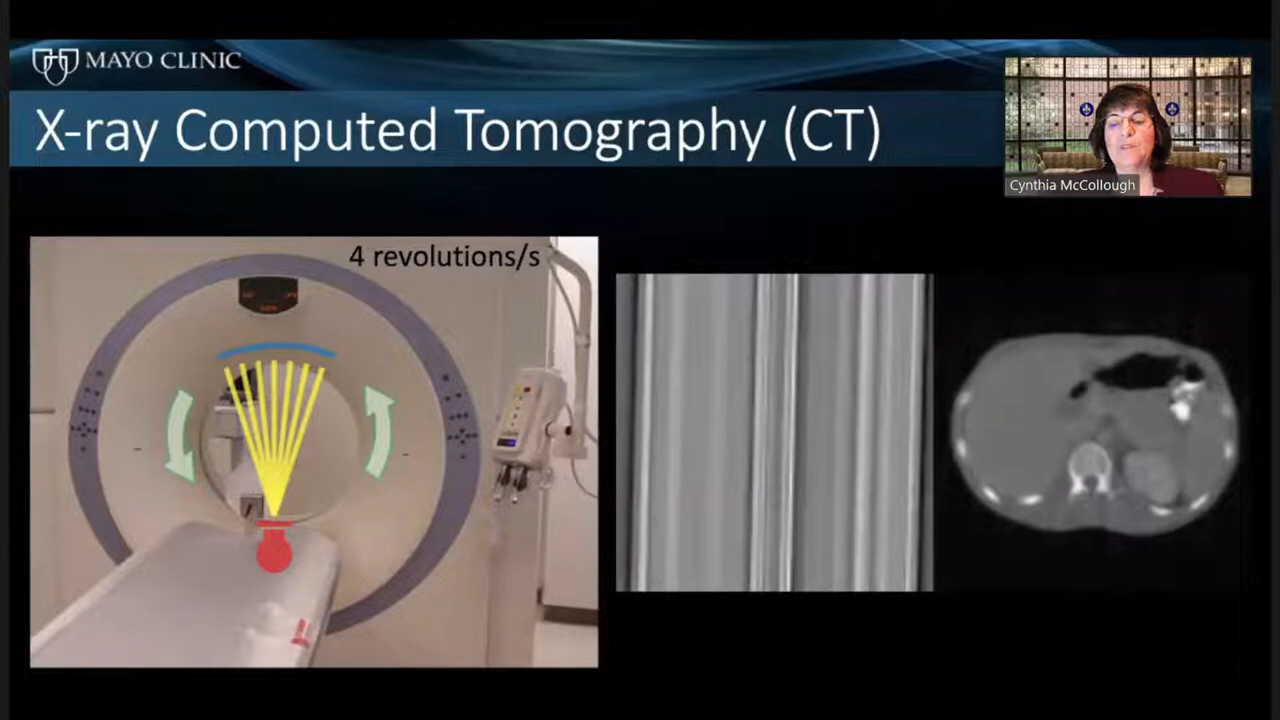 MAYO CLINIC
X-ray Computed Tomography (CT)
Cynthia McCollough
4 revolutions/s